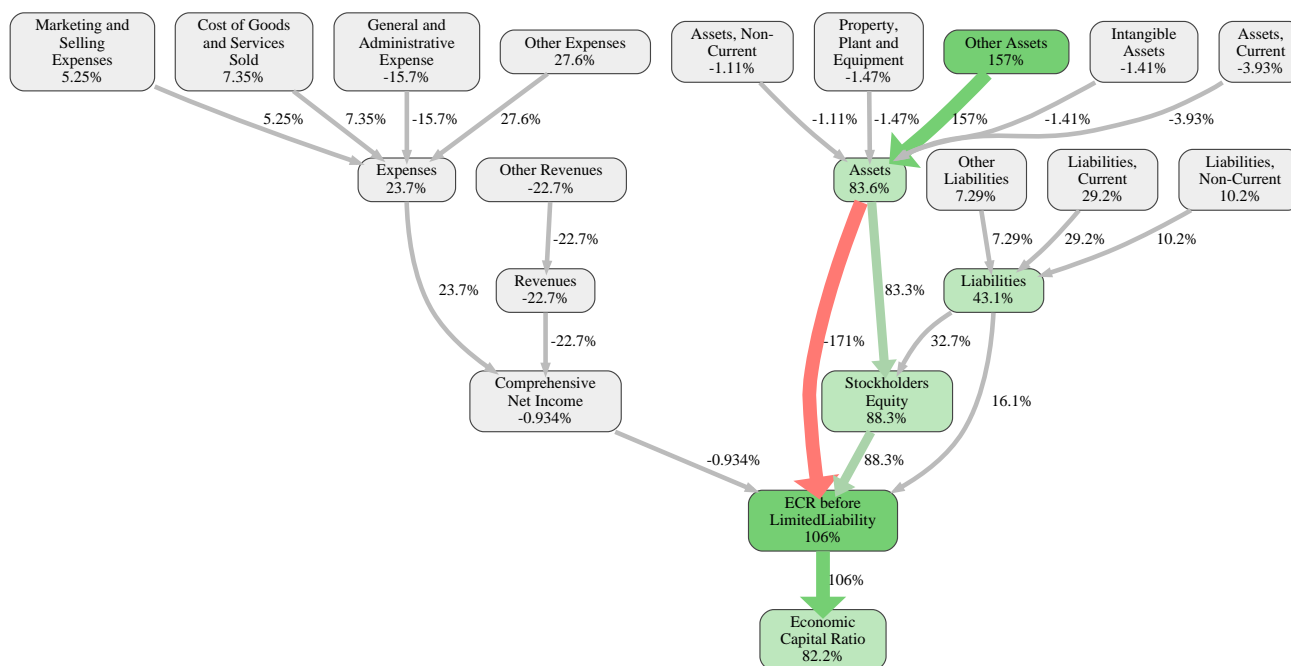 Marketing and
Selling
Expenses
5.25%
Cost of Goods
and Services
Sold
7.35%
General and
Administrative
Expense
-15.7%
Other Expenses
27.6%
Assets, Non-
Current
-1.11%
Property,
Plant and
Equipment
-1.47%
Other Assets
157%
Intangible
Assets
-1.41%
Assets,
Current
-3.93%
5.25%
7.35%
-15.7%
27.6%
-1.11%
-1.47%
157%
-1.41%
-3.93%
Expenses
23.7%
Other Revenues
-22.7%
Assets
83.6%
Other
Liabilities
7.29%
Liabilities,
Current
29.2%
Liabilities,
Non-Current
10.2%
-22.7%
7.29%
29.2%
10.2%
23.7%
Revenues
-22.7%
83.3%
Liabilities
43.1%
-22.7%
-171%
32.7%
Comprehensive
Net Income
-0.934%
Stockholders
Equity
88.3%
16.1%
-0.934%
88.3%
ECR before
LimitedLiability
106%
106%
Economic
Capital Ratio
82.2%